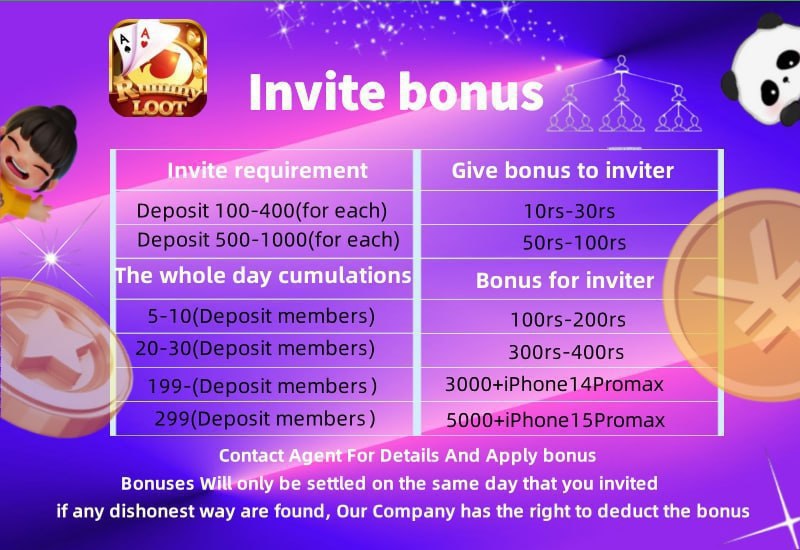 A A
LOOT
Invite bonus
Invite requirement Give bonus to inviter
Deposit 100-400(for each) 10rs-30rs
Deposit 500-1000(for each) 50rs-100rs
The whole day cumulations Bonus for inviter
5-10(Deposit members) 100rs-200rs
20-30(Deposit members) 300rs-400rs
199-(Deposit members) 3000+iPhone14Promax
299(Deposit members) 5000+iPhone15Promax
Contact Agent For Details And Apply bonus
Bonuses Will only be settled on the same day that you invited
if any dishonest way are found, Our Company has the right to deduct the bonus